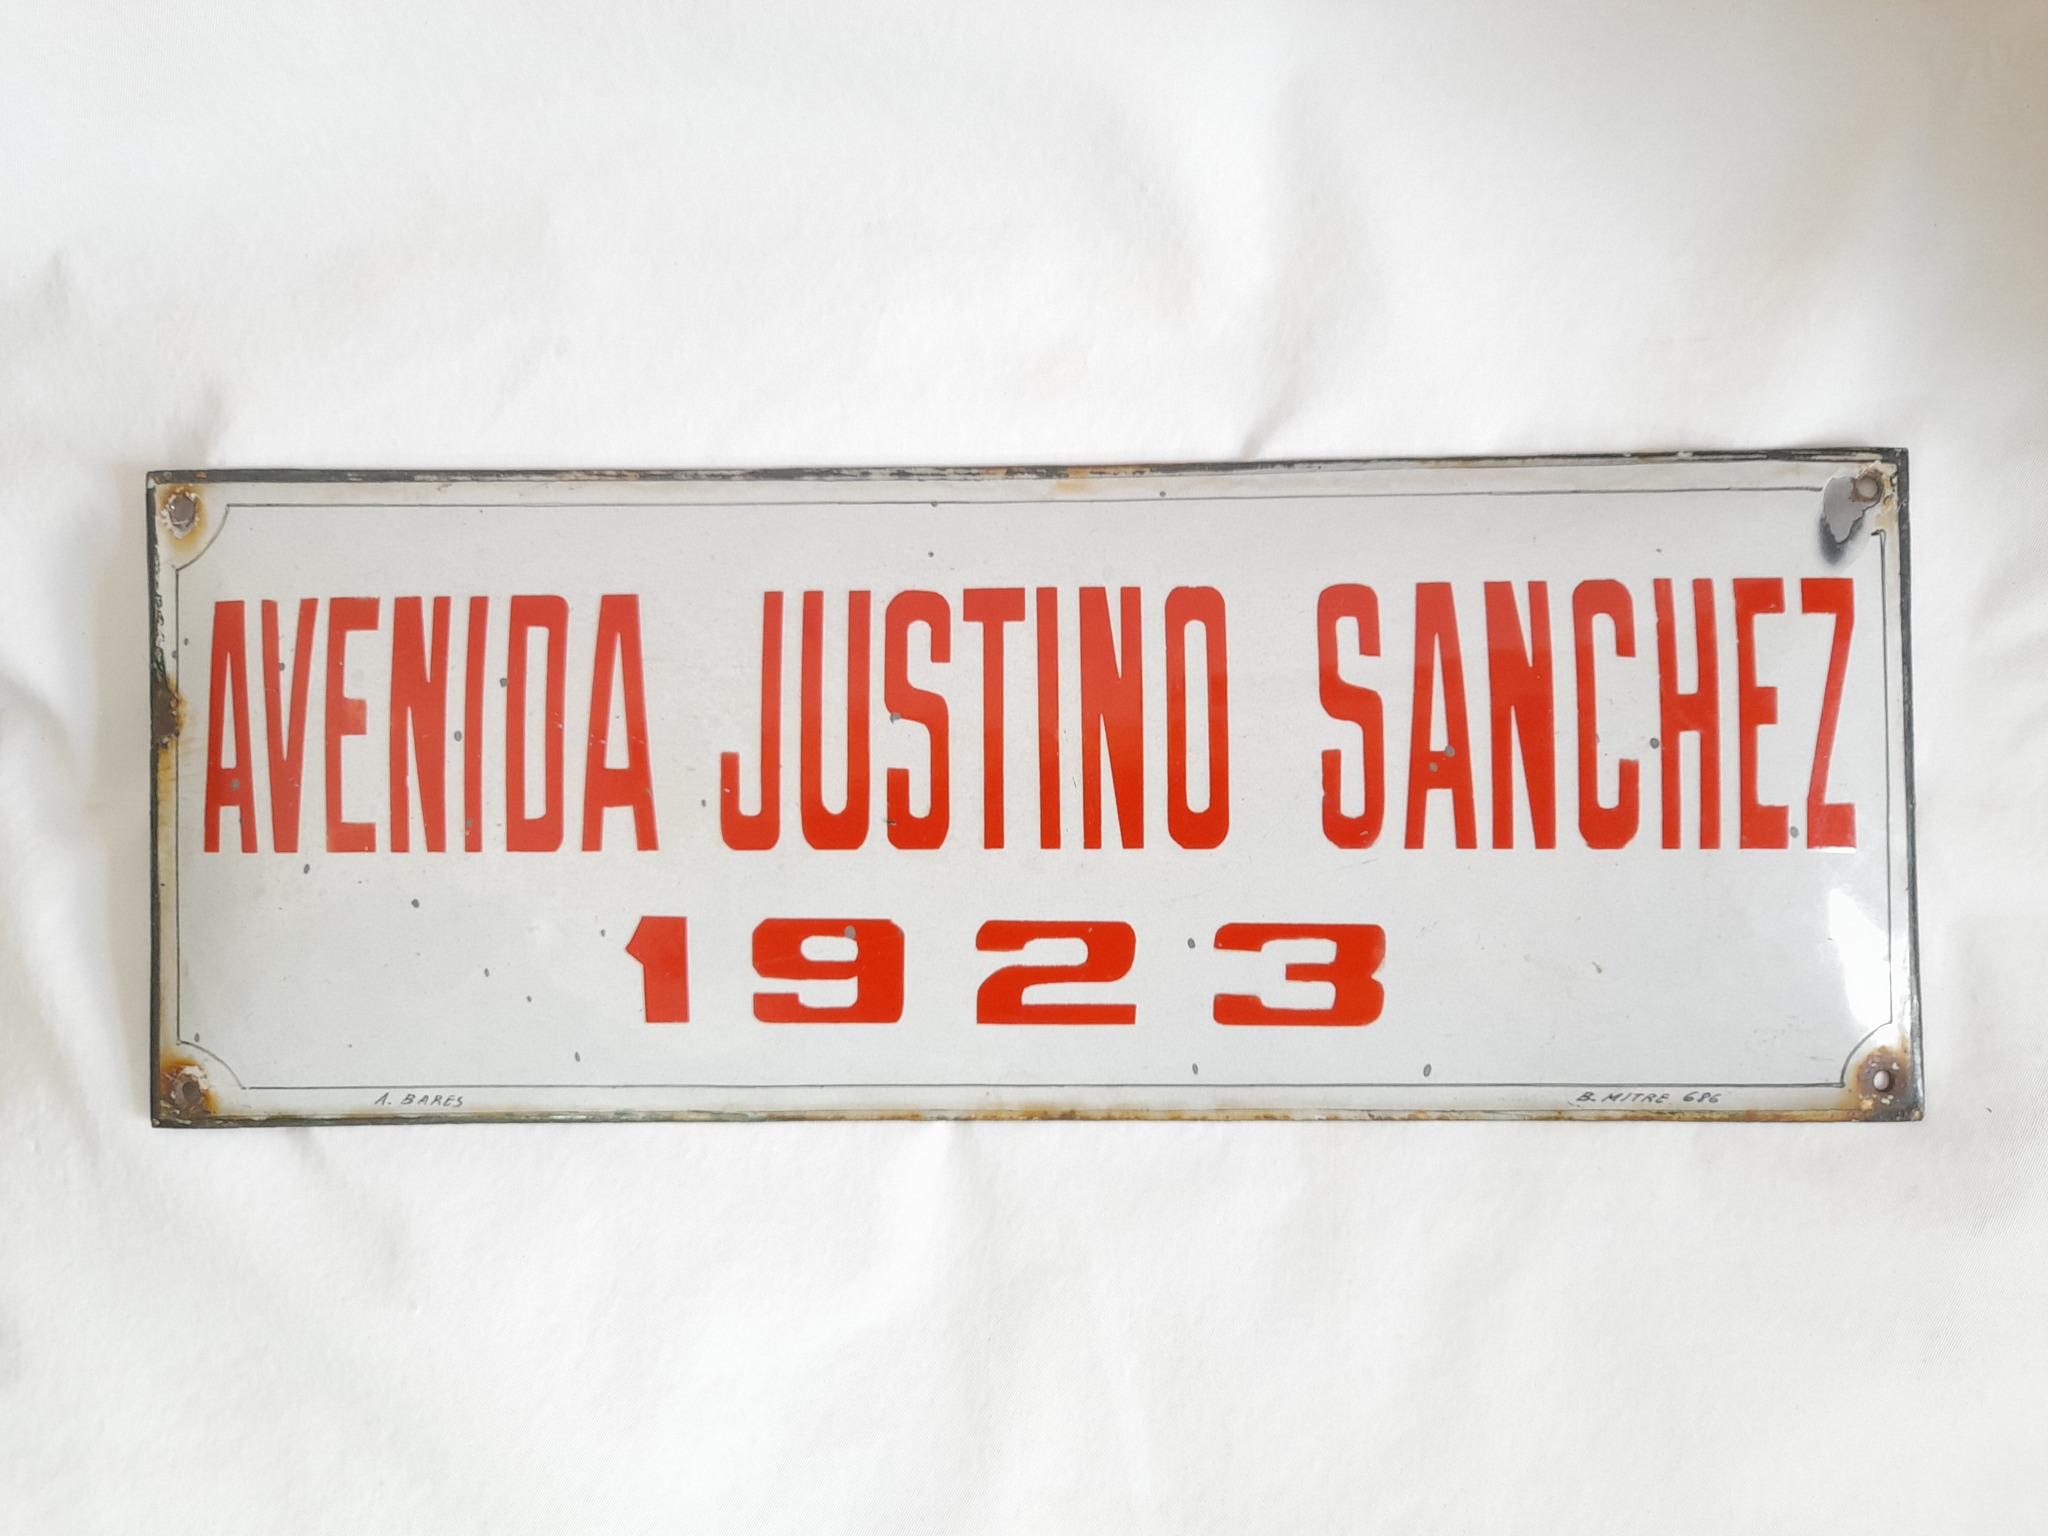 AVENIDA JUSTINO SANCHEZ
1923
A. BARES
B. MITRE 686